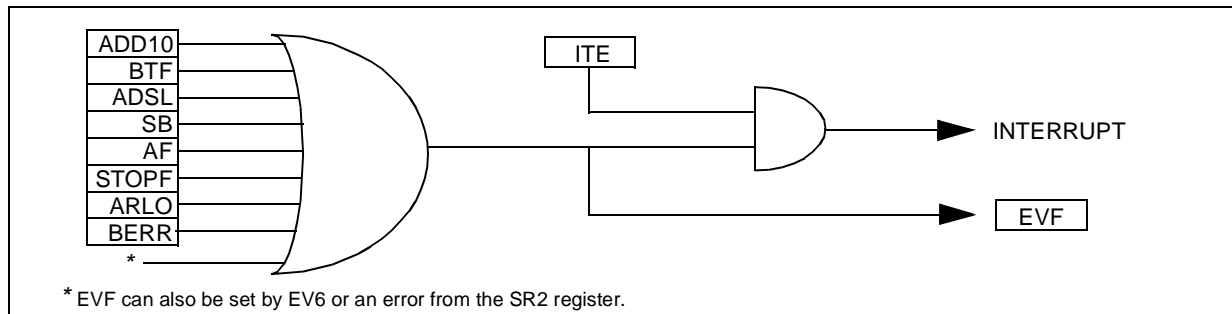 ADD10
BTF
ADSL
SB
AF
STOPF
ARLO
BERR
*
ITE
INTERRUPT
EVF
* EVF can also be set by EV6 or an error from the SR2 register.